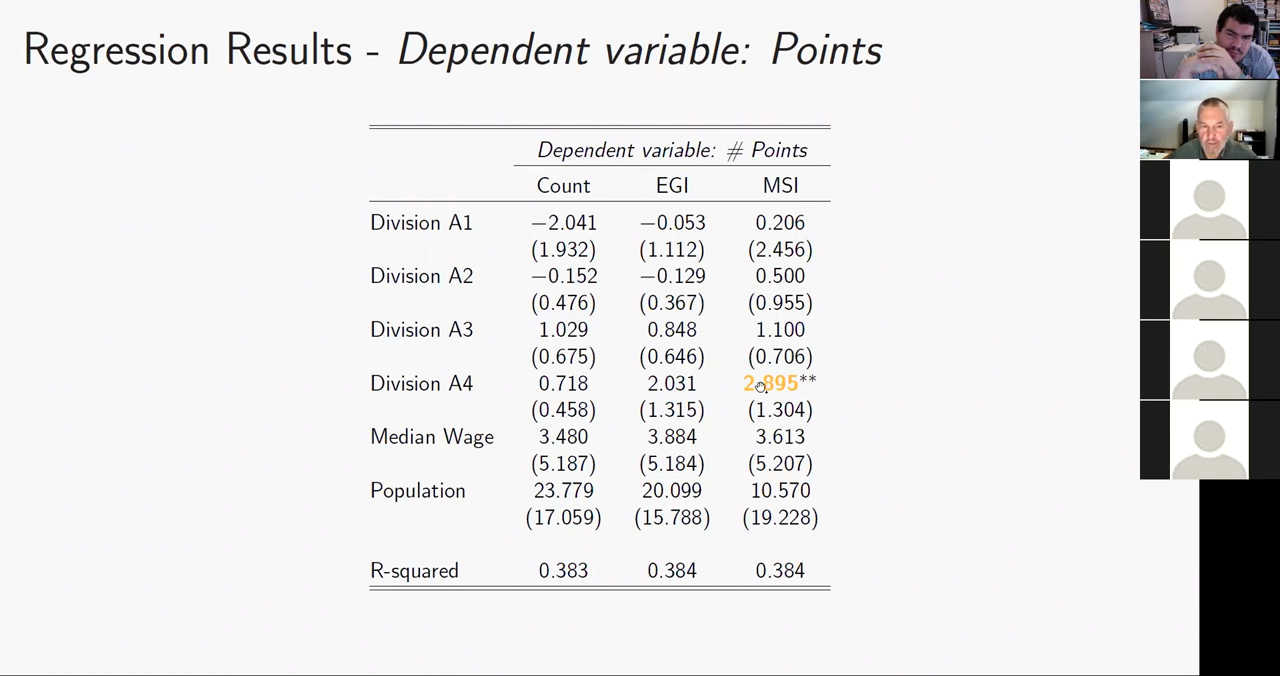 Regression Results - Dependent variable: Points
Dependent variable: # Points
Count EGI MSI
Division A1 −2.041 −0.053 0.206
(1.932) (1.112) (2.456)
Division A2 −0.152 −0.129 0.500
(0.476) (0.367) (0.955)
Division A3 1.029 0.848 1.100
(0.675) (0.646) (0.706)
Division A4 0.718 2.031 2.895**
(0.458) (1.315) (1.304)
Median Wage 3.480 3.884 3.613
(5.187) (5.184) (5.207)
Population 23.779 20.099 10.570
(17.059) (15.788) (19.228)
R-squared 0.383 0.384 0.384